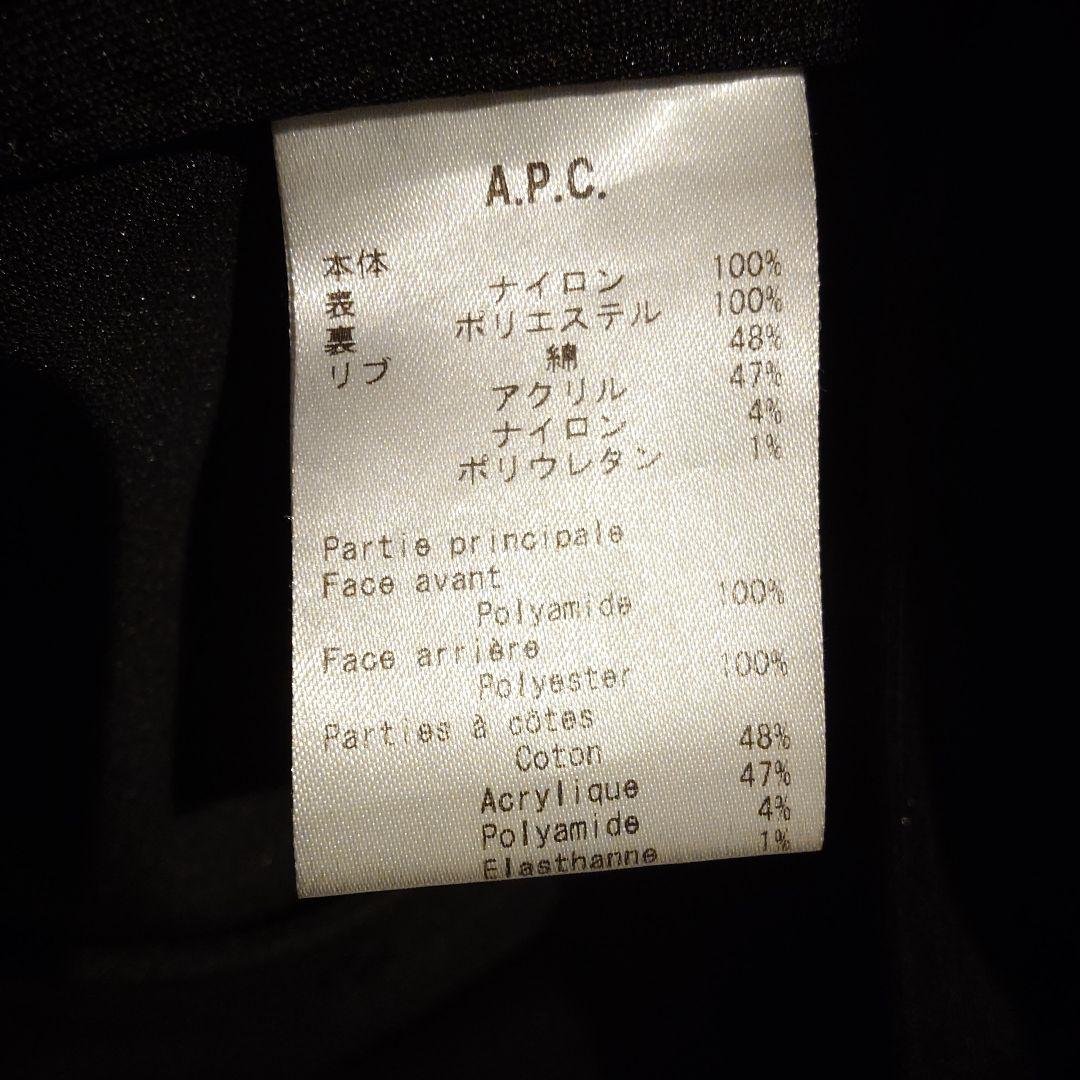 A.P.C.
本体
表 ナイロン 100%
裏 ポリエステル 100%
リブ 綿 48%
アクリル 47%
ナイロン 4%
ポリウレタン 1%
Partie principale
Face avant
Polyamide 100%
Face arrière
Polyester 100%
Parties à côtes
Coton 48%
Acrylique 47%
Polyamide 4%
Elasthanne 1%